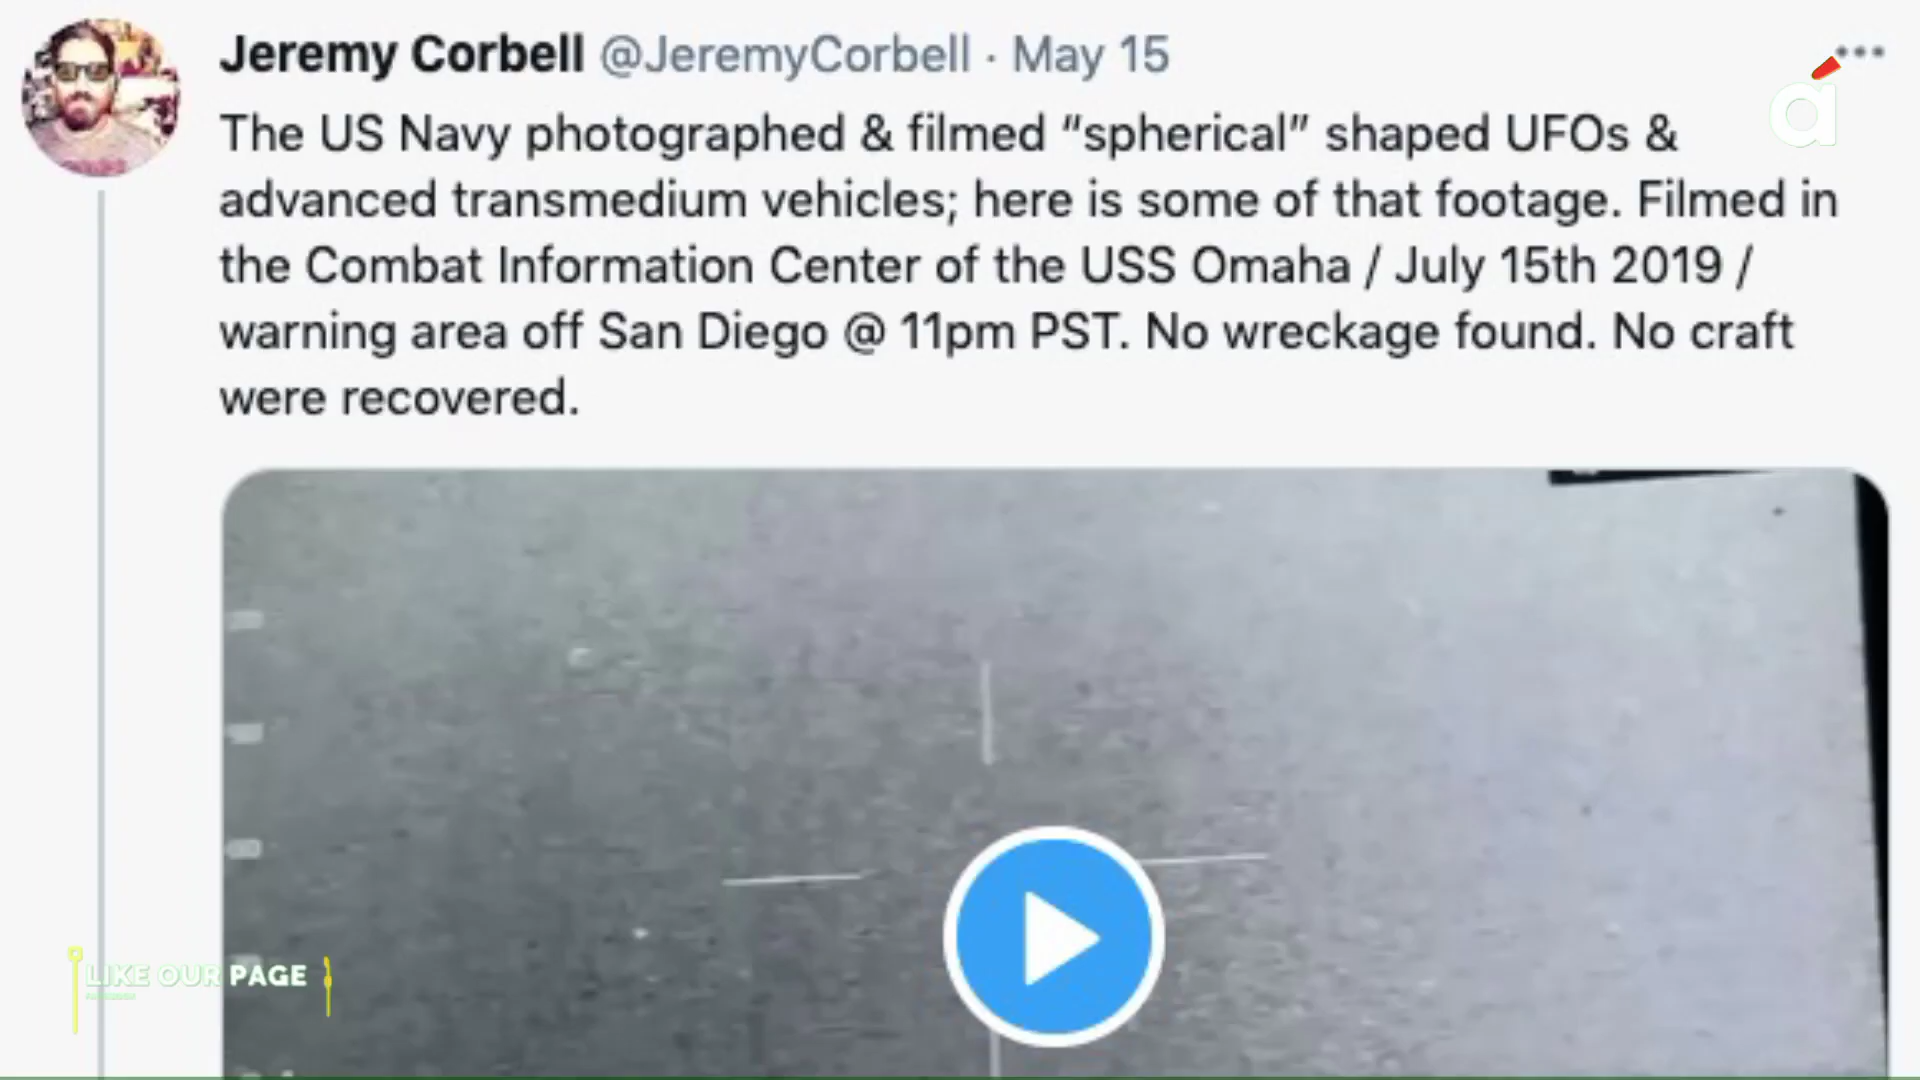 Jeremy Corbell @JeremyCorbell · May 15
The US Navy photographed & filmed “spherical” shaped UFOs &
advanced transmedium vehicles; here is some of that footage. Filmed in
the Combat Information Center of the USS Omaha / July 15th 2019 /
warning area off San Diego @ 11pm PST. No wreckage found. No craft
were recovered.
á
LIKE OUR PAGE